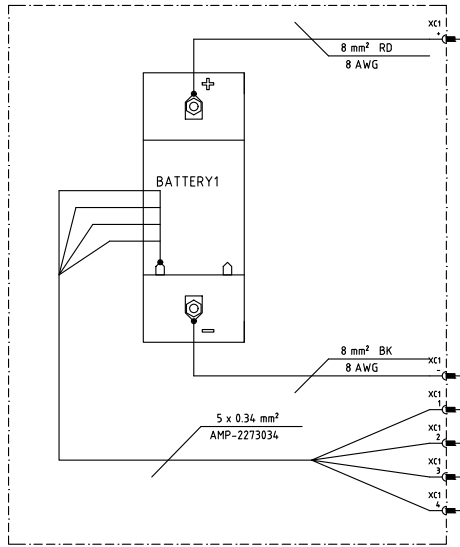 XC1
+
8 mm² RD
8 AWG
+
BATTERY1
-
8 mm² BK
8 AWG
XC1
-
XC1
1
5 x 0.34 mm²
AMP-2273034
XC1
2
XC1
3
XC1
4